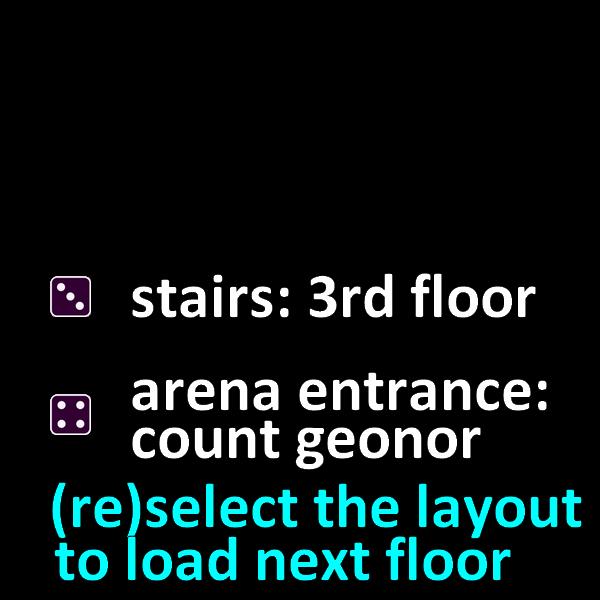 stairs: 3rd floor
arena entrance:
count geonor
(re)select the layout
to load next floor